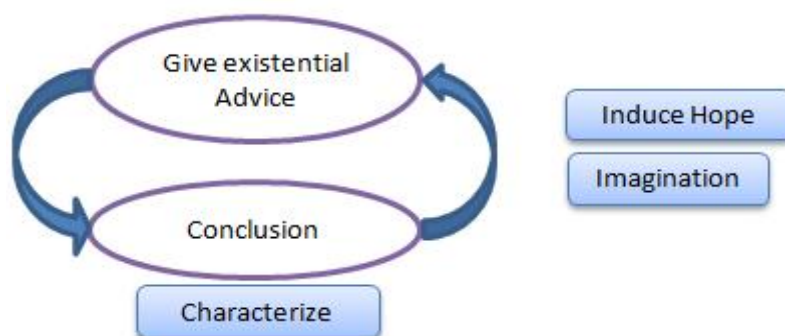 Give existential
Advice
Induce Hope
Imagination
Conclusion
Characterize